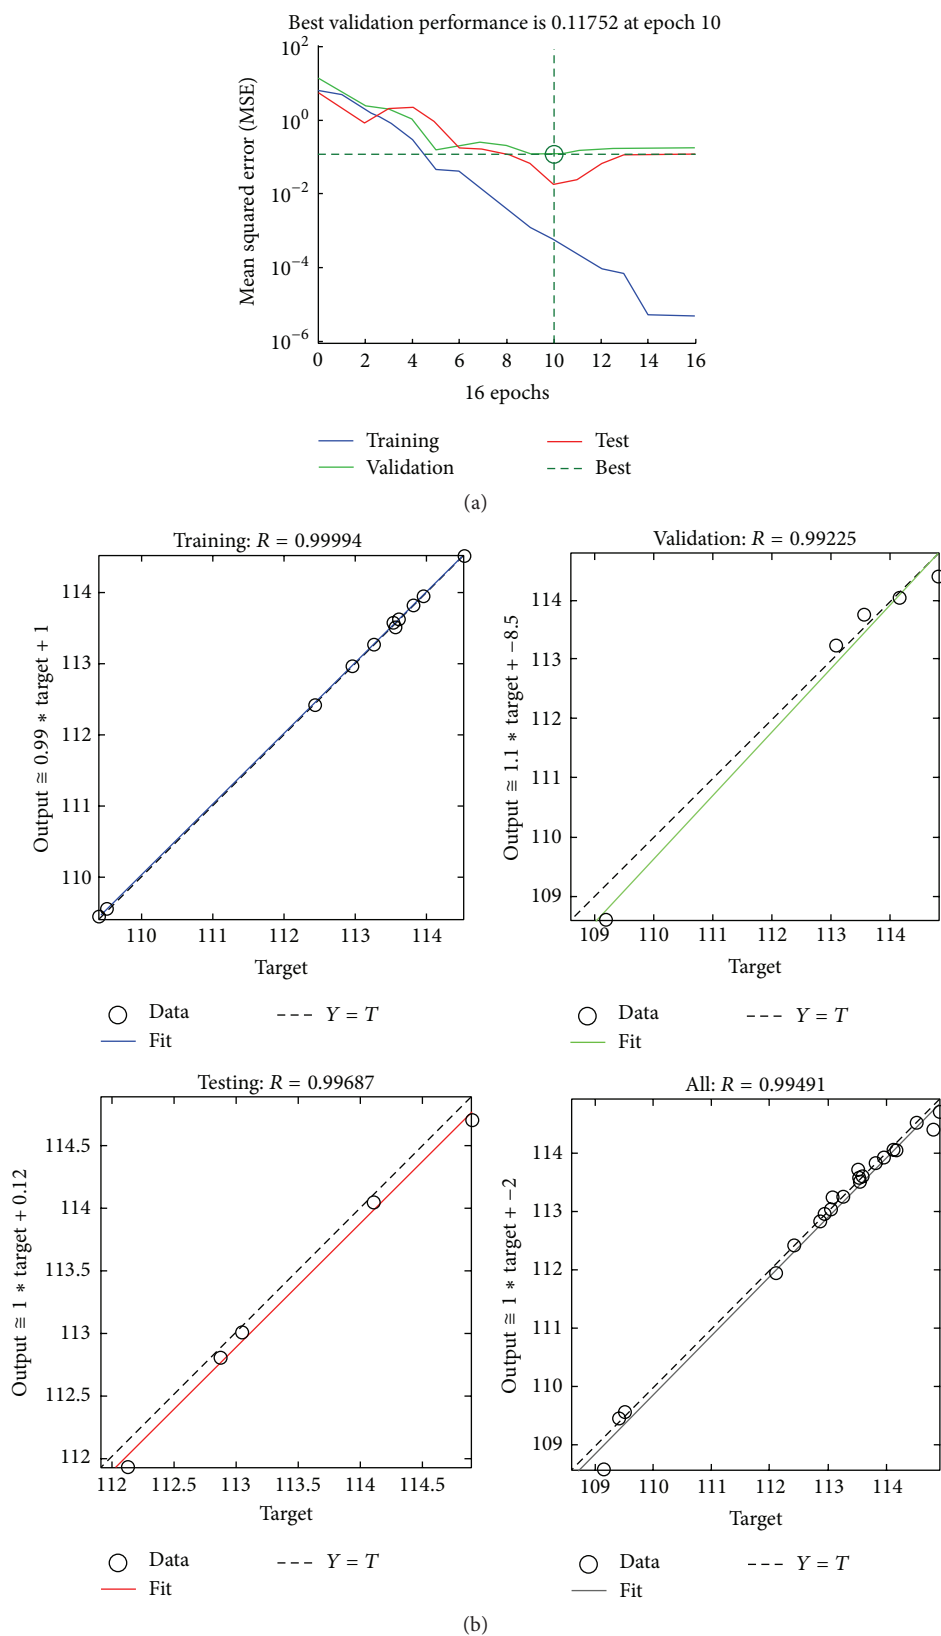 Best validation performance is 0.11752 at epoch 10
Mean squared error (MSE)
10²
10⁰
10⁻²
10⁻⁴
10⁻⁶
0 2 4 6 8 10 12 14 16
16 epochs
Training
Test
Validation
Best
(a)
Training: R = 0.99994
Output ≅ 0.99 ∗ target + 1
114
113
112
111
110
110 111 112 113 114
Target
Data
Y = T
Fit
Validation: R = 0.99225
Output ≅ 1.1 ∗ target + −8.5
114
113
112
111
110
109
109 110 111 112 113 114
Target
Data
Y = T
Fit
Testing: R = 0.99687
Output ≅ 1 ∗ target + 0.12
114.5
114
113.5
113
112.5
112
112 112.5 113 113.5 114 114.5
Target
Data
Y = T
Fit
All: R = 0.99491
Output ≅ 1 ∗ target + −2
114
113
112
111
110
109
109 110 111 112 113 114
Target
Data
Y = T
Fit
(b)